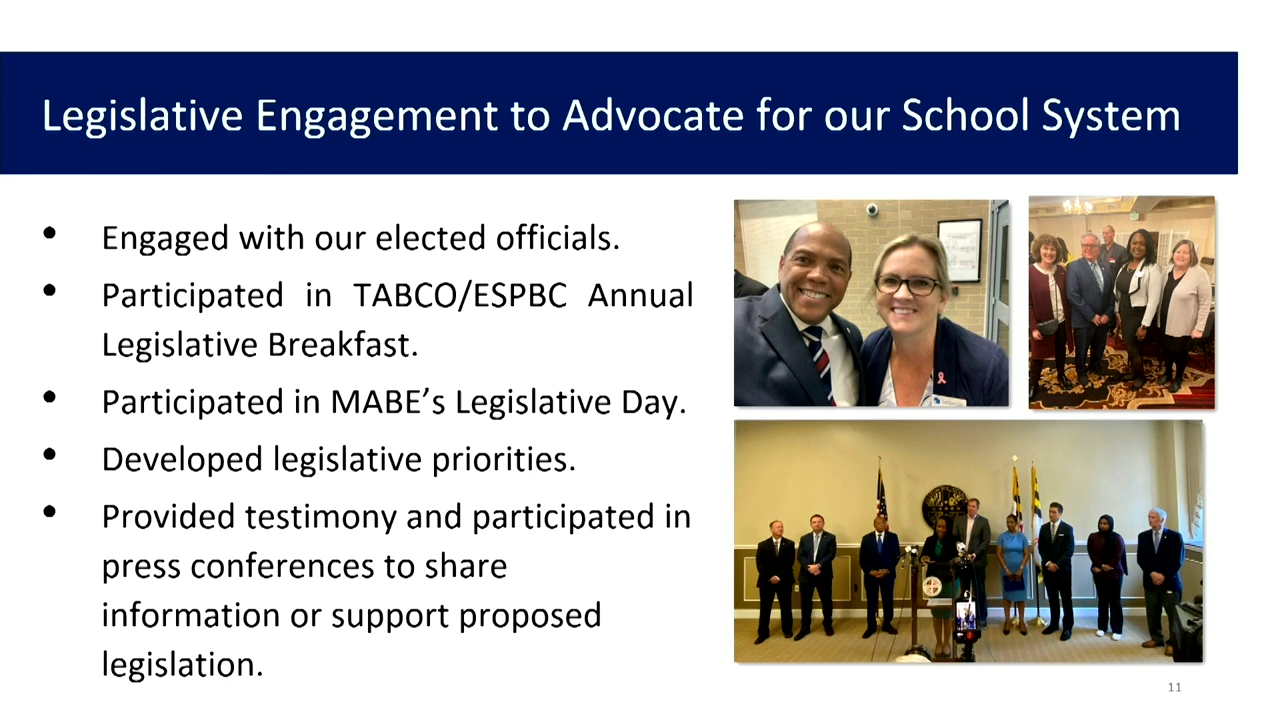 Legislative Engagement to Advocate for our School System
• Engaged with our elected officials.
• Participated in TABCO/ESPBC Annual
Legislative Breakfast.
• Participated in MABE’s Legislative Day.
• Developed legislative priorities.
• Provided testimony and participated in
press conferences to share
information or support proposed
legislation.
11